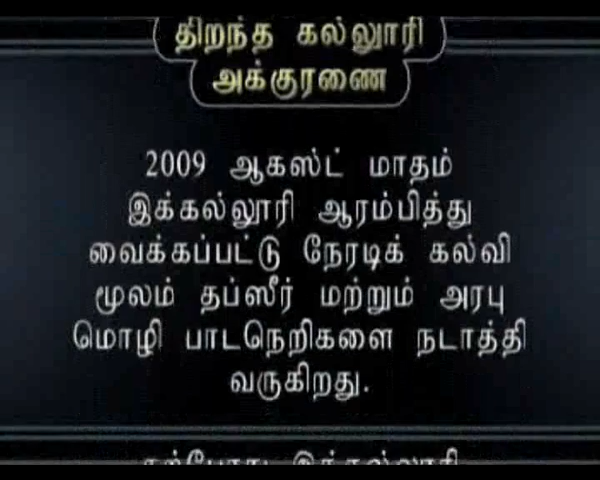 திறந்த கல்லூரி
அக்குரணை
2009 ஆகஸ்ட் மாதம்
இக்கல்லூரி ஆரம்பித்து
வைக்கப்பட்டு நேரடிக் கல்வி
மூலம் தப்ஸீர் மற்றும் அரபு
மொழி பாடநெறிகளை நடாத்தி
வருகிறது.